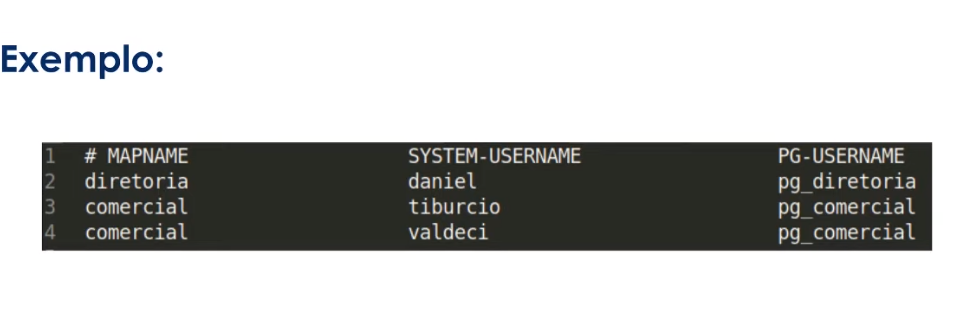 Exemplo:
1 # MAPNAME SYSTEM-USERNAME PG-USERNAME
2 diretoria daniel pg_diretoria
3 comercial tiburcio pg_comercial
4 comercial valdeci pg_comercial